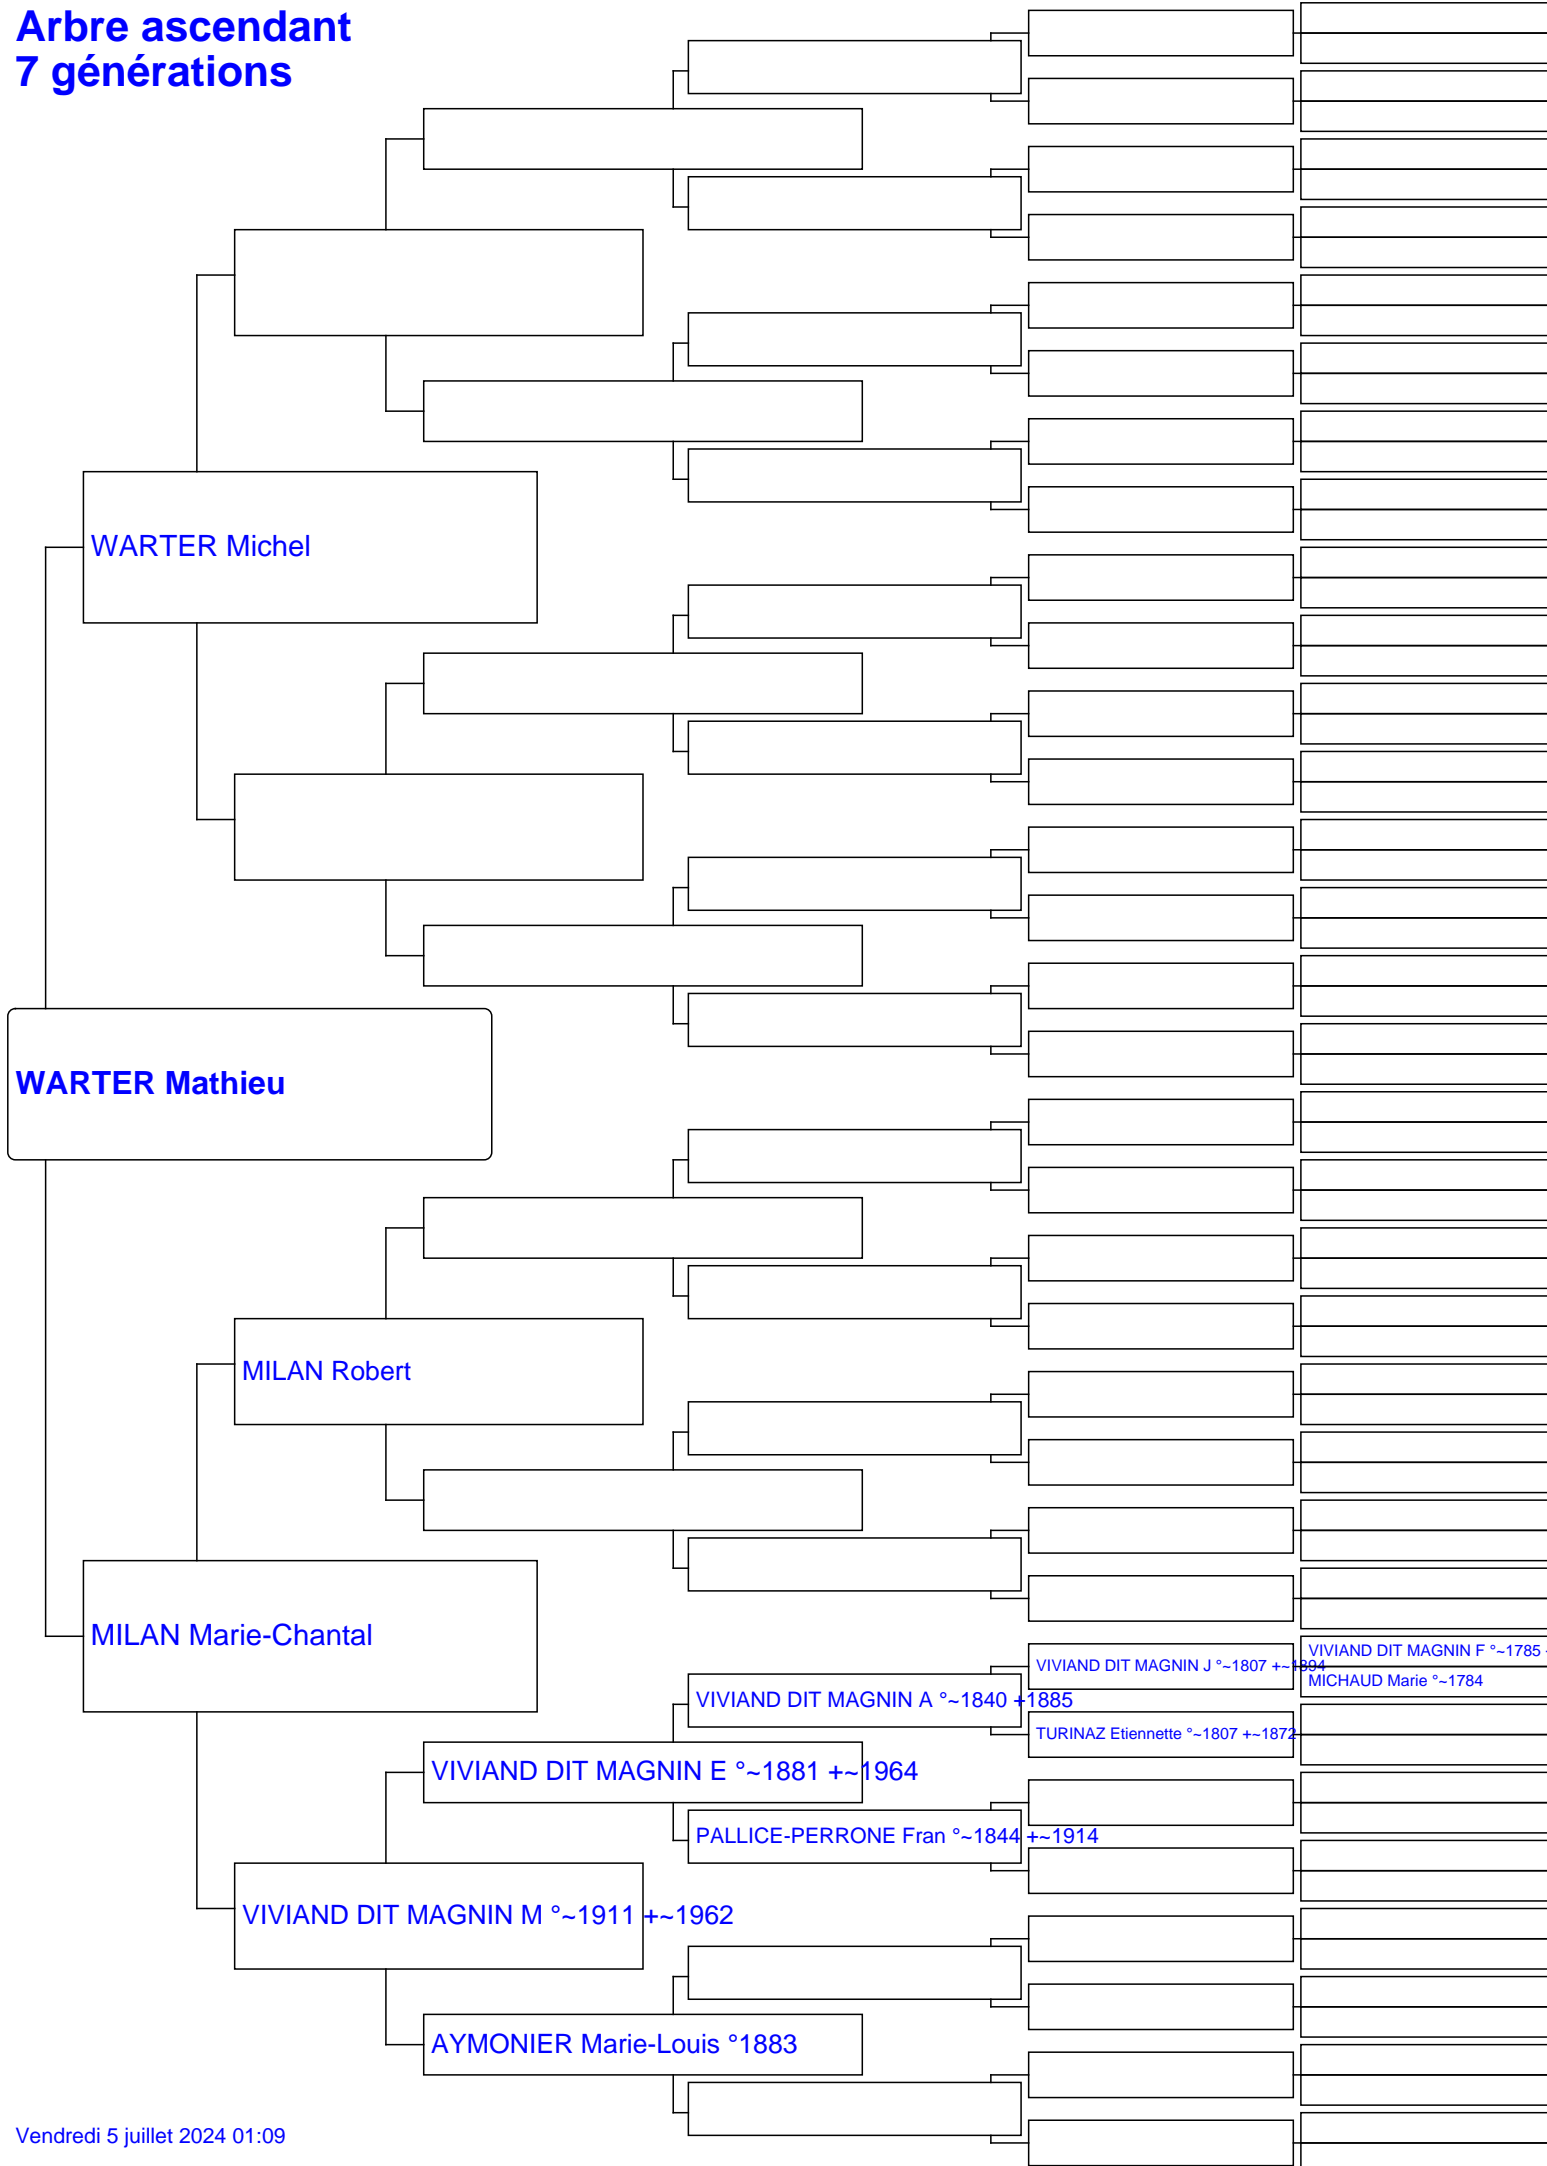 Arbre ascendant
7 générations
WARTER Michel
WARTER Mathieu
MILAN Robert
MILAN Marie-Chantal
VIVIAND DIT MAGNIN F °~1785
VIVIAND DIT MAGNIN J °~1807 +~1894
MICHAUD Marie °~1784
VIVIAND DIT MAGNIN A °~1840 +1885
TURINAZ Etiennette °~1807 +~1872
VIVIAND DIT MAGNIN E °~1881 +~1964
PALLICE-PERRONE Fran °~1844 +~1914
VIVIAND DIT MAGNIN M °~1911 +~1962
AYMONIER Marie-Louis °1883
Vendredi 5 juillet 2024 01:09